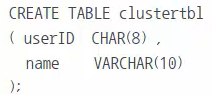 CREATE TABLE clustertbl
( userID CHAR(8) ,
name VARCHAR(10)
);